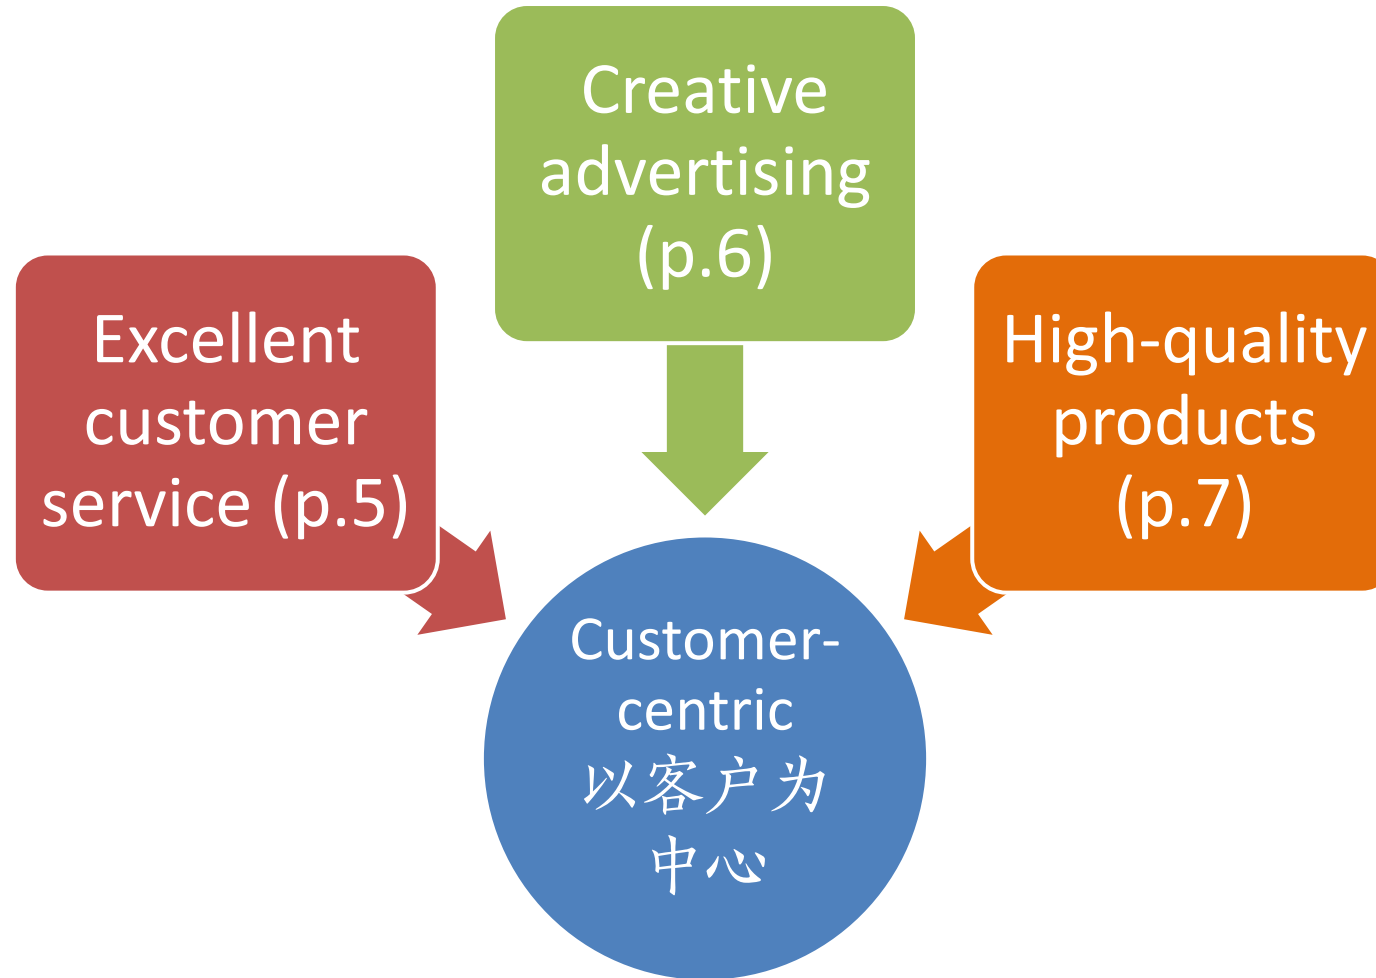 Creative
advertising
(p.6)
Excellent
customer
service (p.5)
High-quality
products
(p.7)
Customer-
centric
以客户为
中心